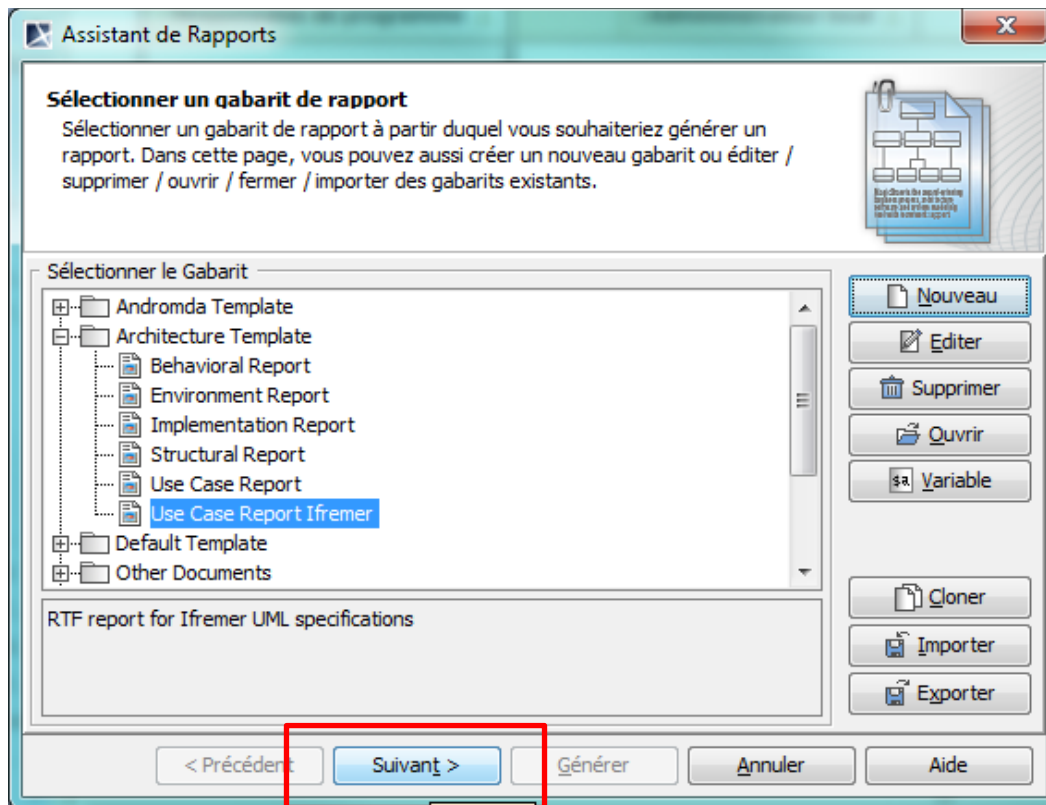 Assistant de Rapports
Sélectionner un gabarit de rapport
Sélectionner un gabarit de rapport à partir duquel vous souhaiteriez générer un
rapport. Dans cette page, vous pouvez aussi créer un nouveau gabarit ou éditer /
supprimer / ouvrir / fermer / importer des gabarits existants.
Sélectionner le Gabarit
Andromda Template
Architecture Template
Behavioral Report
Environment Report
Implementation Report
Structural Report
Use Case Report
Use Case Report Ifremer
Default Template
Other Documents
RTF report for Ifremer UML specifications
Nouveau
Editer
Supprimer
Ouvrir
Variable
Cloner
Importer
Exporter
< Précédent
Suivant >
Générer
Annuler
Aide